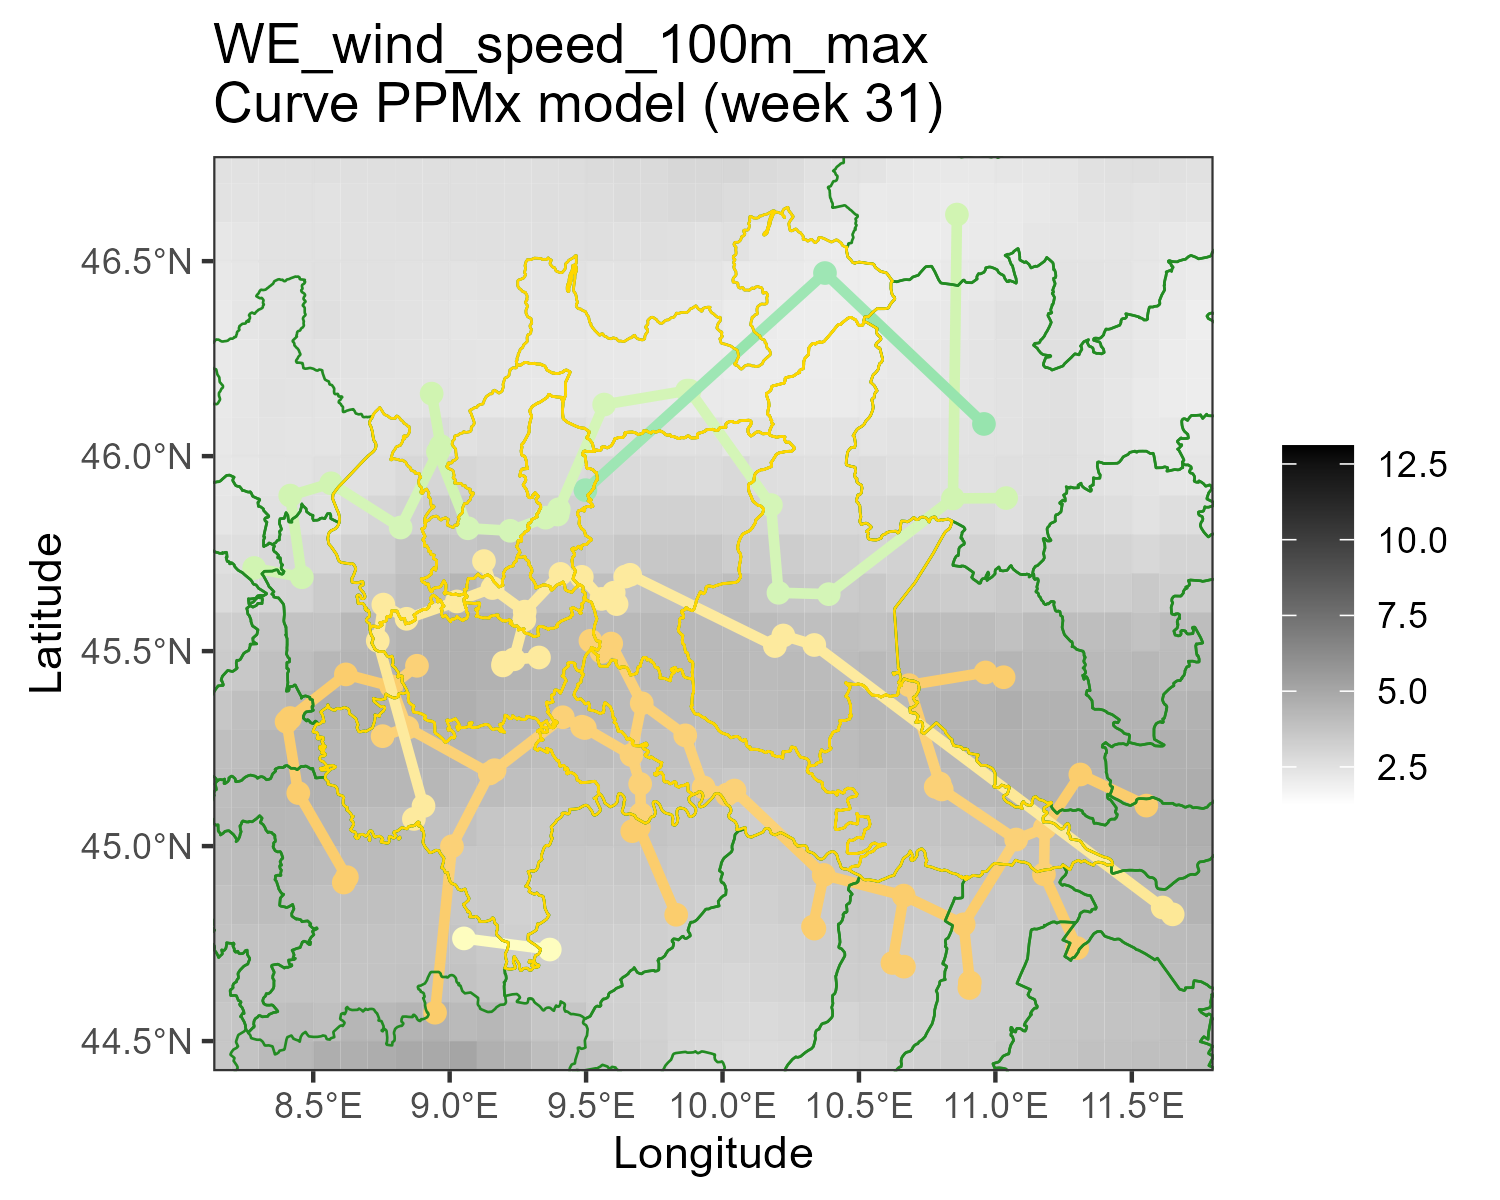 WE_wind_speed_100m_max
Curve PPMx model (week 31)
46.5°N
46.0°N
45.5°N
45.0°N
44.5°N
Latitude
8.5°E
9.0°E
9.5°E
10.0°E
10.5°E
11.0°E
11.5°E
Longitude
12.5
10.0
7.5
5.0
2.5